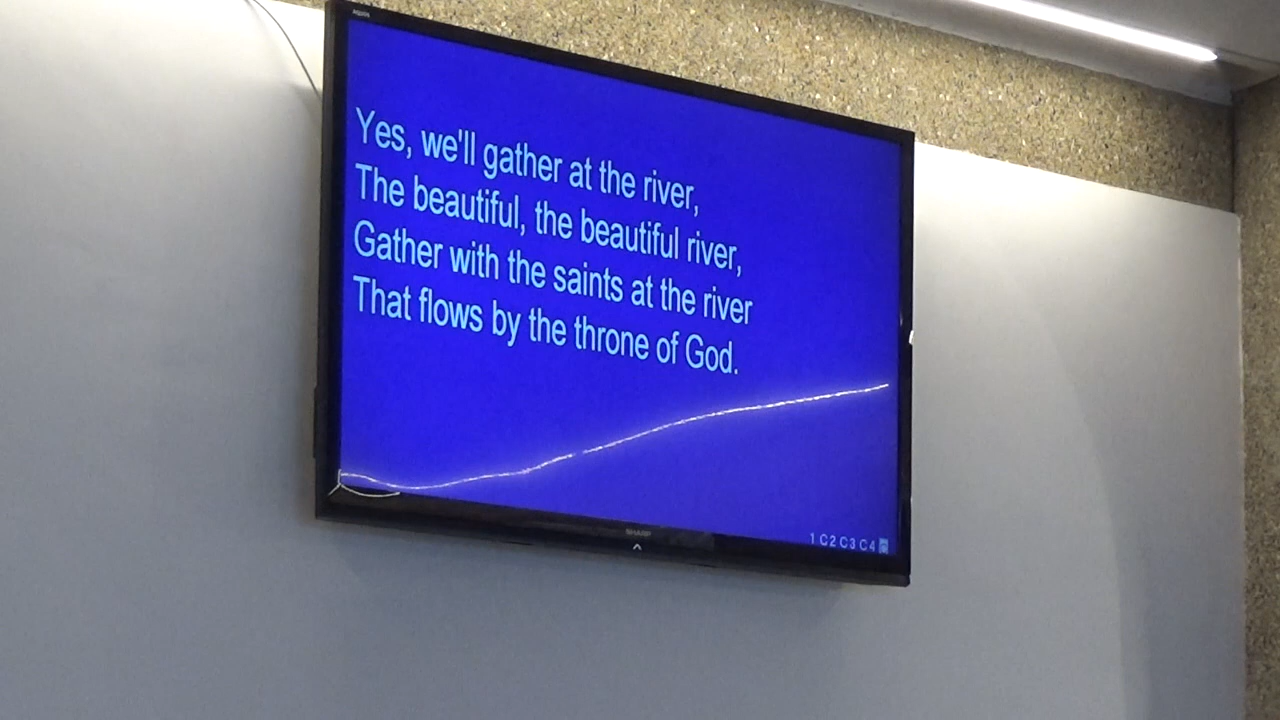 AQUOS
Yes, we'll gather at the river,
The beautiful, the beautiful river,
Gather with the saints at the river
That flows by the throne of God.
SHARP
1 C2 C3 C4 C